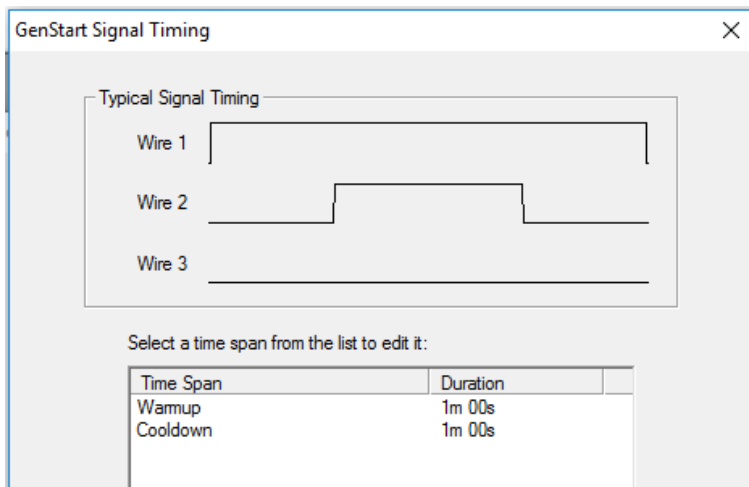 GenStart Signal Timing
Typical Signal Timing
Wire 1
Wire 2
Wire 3
Select a time span from the list to edit it:
Time Span Duration
Warmup 1m 00s
Cooldown 1m 00s